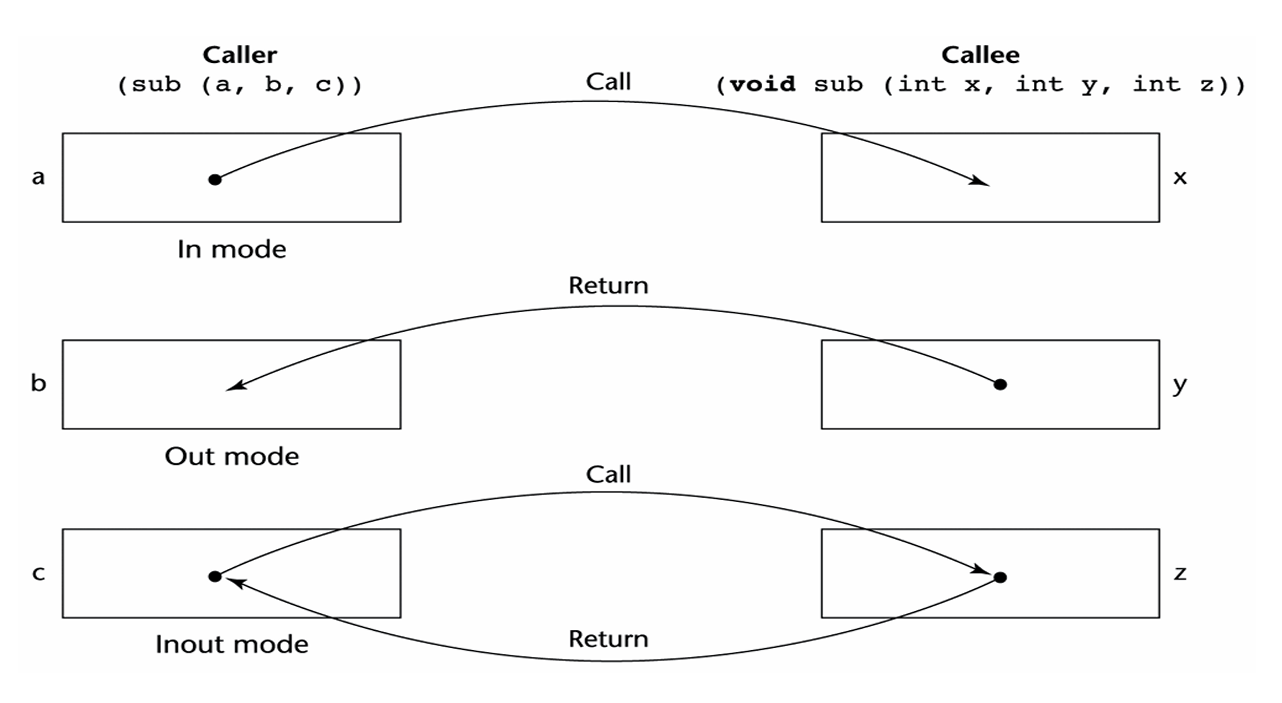 Caller
(sub (a, b, c))
Call
Callee
(void sub (int x, int y, int z))
a
x
In mode
Return
b
y
Out mode
Call
c
z
Inout mode
Return